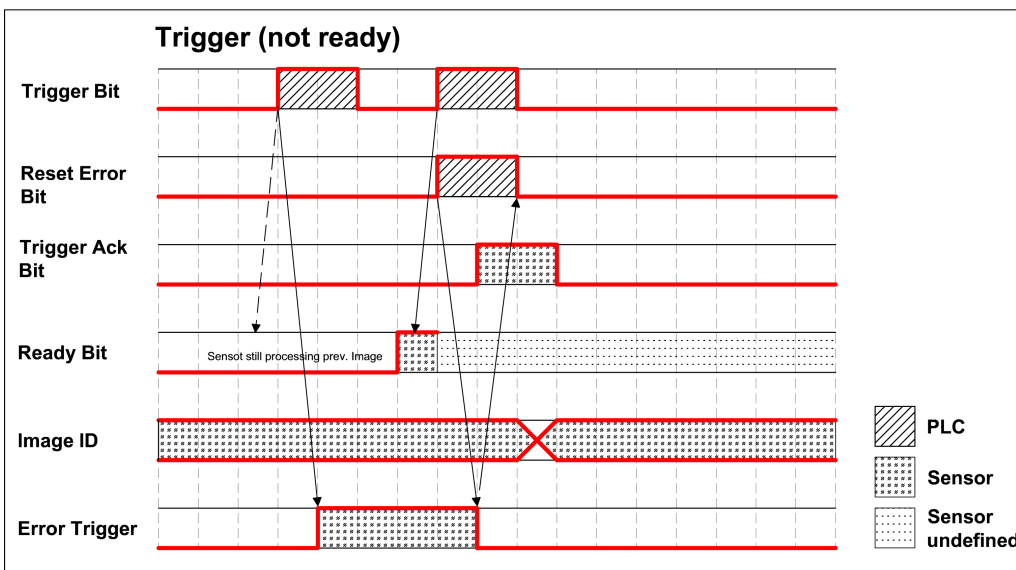 Trigger (not ready)
Trigger Bit
Reset Error
Bit
Trigger Ack
Bit
Ready Bit
Sensot still processing prev. Image
Image ID
Error Trigger
PLC
Sensor
Sensor
undefined